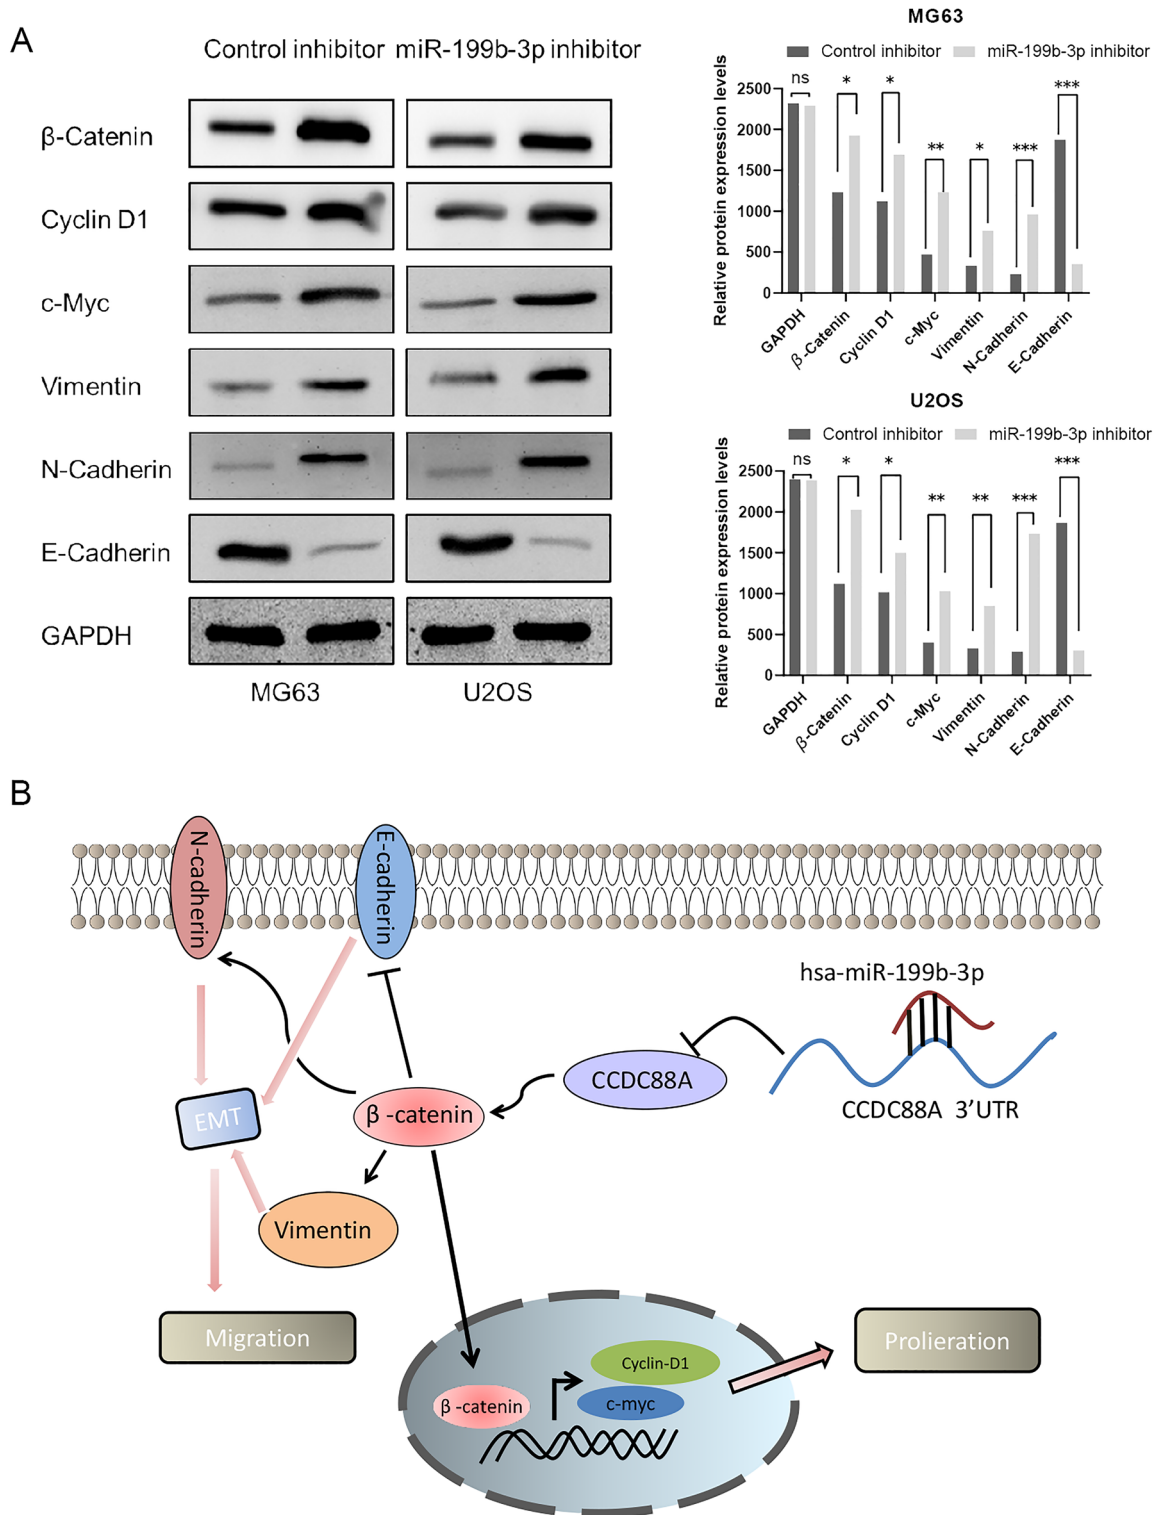 A
Control inhibitor miR-199b-3p inhibitor
β-Catenin
Cyclin D1
c-Myc
Vimentin
N-Cadherin
E-Cadherin
GAPDH
MG63
U2OS
MG63
Control inhibitor
miR-199b-3p inhibitor
Relative protein expression levels
2500
2000
1500
1000
500
0
ns
*
*
**
*
***
***
GAPDH
β-Catenin
Cyclin D1
c-Myc
Vimentin
N-Cadherin
E-Cadherin
U2OS
Control inhibitor
miR-199b-3p inhibitor
Relative protein expression levels
2500
2000
1500
1000
500
0
ns
*
*
**
**
***
***
GAPDH
β-Catenin
Cyclin D1
c-Myc
Vimentin
N-Cadherin
E-Cadherin
B
N-cadherin
E-cadherin
hsa-miR-199b-3p
CCDC88A
CCDC88A 3’UTR
β-catenin
EMT
Vimentin
Migration
Prolieration
Cyclin-D1
c-myc
β-catenin